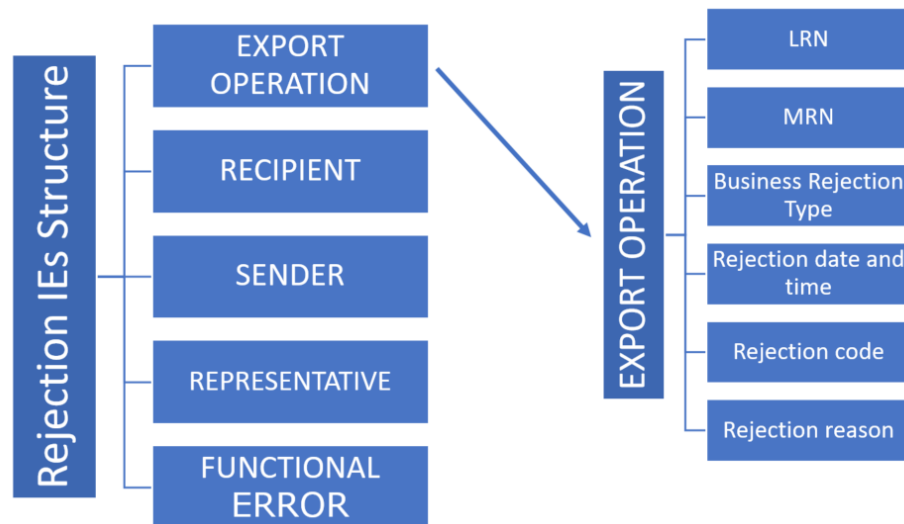 Rejection IEs Structure
EXPORT
OPERATION
RECIPIENT
SENDER
REPRESENTATIVE
FUNCTIONAL
ERROR
EXPORT OPERATION
LRN
MRN
Business Rejection
Type
Rejection date and
time
Rejection code
Rejection reason